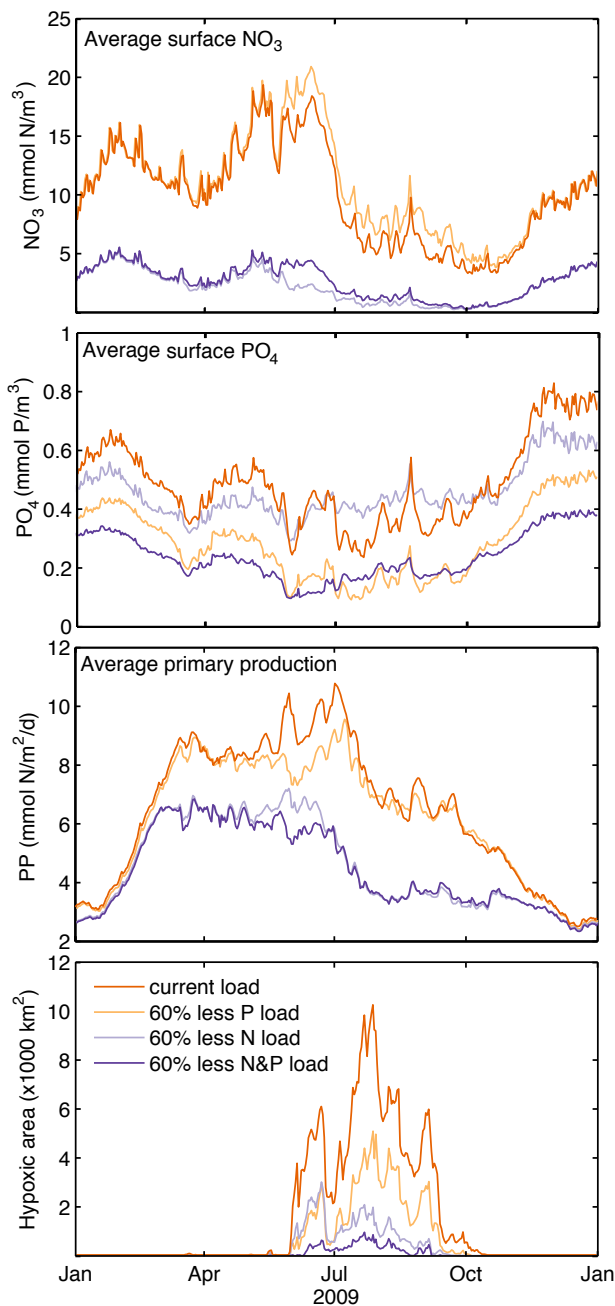 Average surface NO3
NO3 (mmol N/m3)
25
20
15
10
5
Average surface PO4
PO4 (mmol P/m3)
1
0.8
0.6
0.4
0.2
0
Average primary production
PP (mmol N/m2/d)
12
10
8
6
4
2
Hypoxic area (x1000 km2)
12
10
8
6
4
2
current load
60% less P load
60% less N load
60% less N&P load
Jan Apr Jul Oct Jan
2009